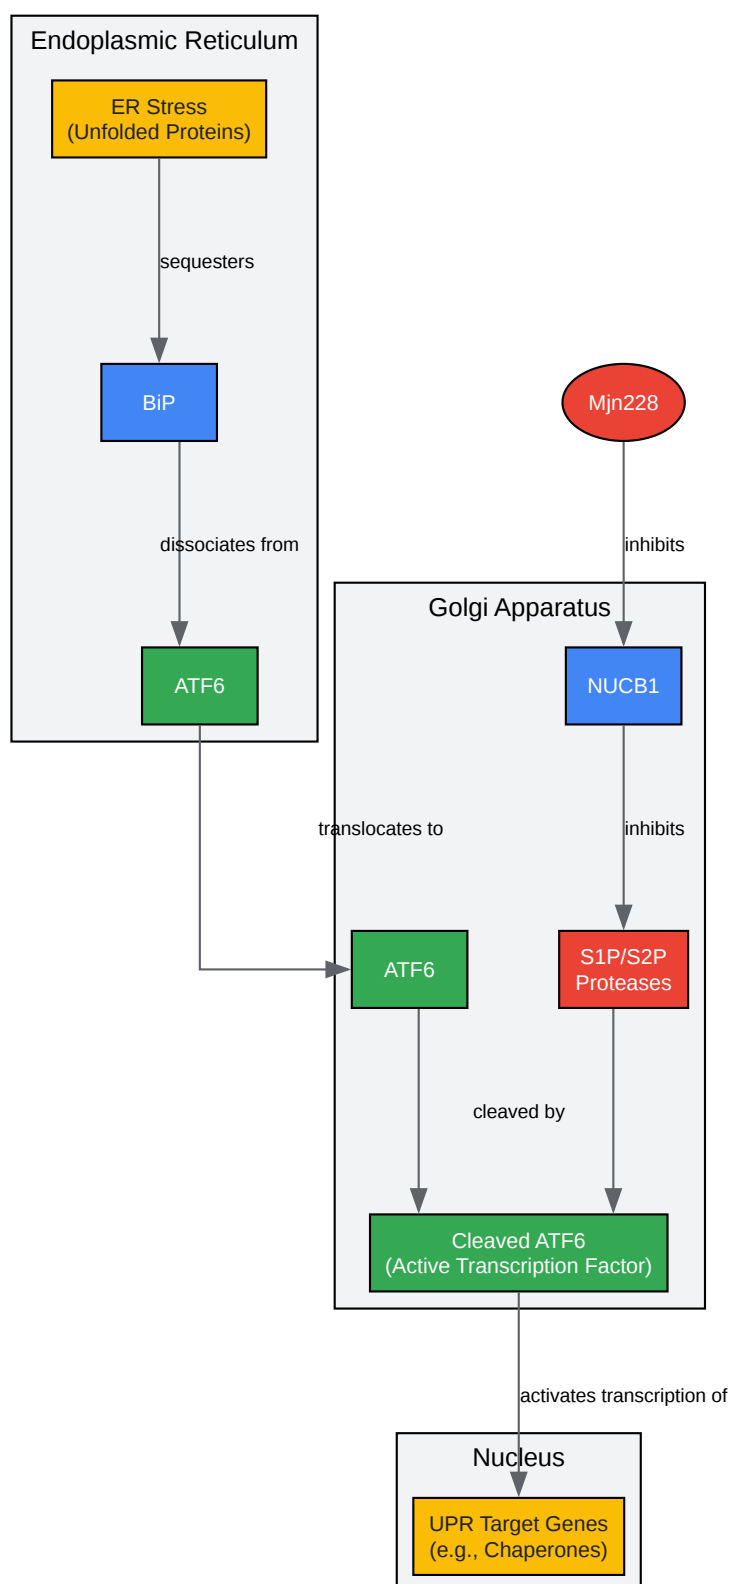 Endoplasmic Reticulum
ER Stress
(Unfolded Proteins)
sequesters
BiP
Mjn228
dissociates from
inhibits
Golgi Apparatus
ATF6
NUCB1
translocates to
inhibits
ATF6
S1P/S2P
Proteases
cleaved by
Cleaved ATF6
(Active Transcription Factor)
activates transcription of
Nucleus
UPR Target Genes
(e.g., Chaperones)